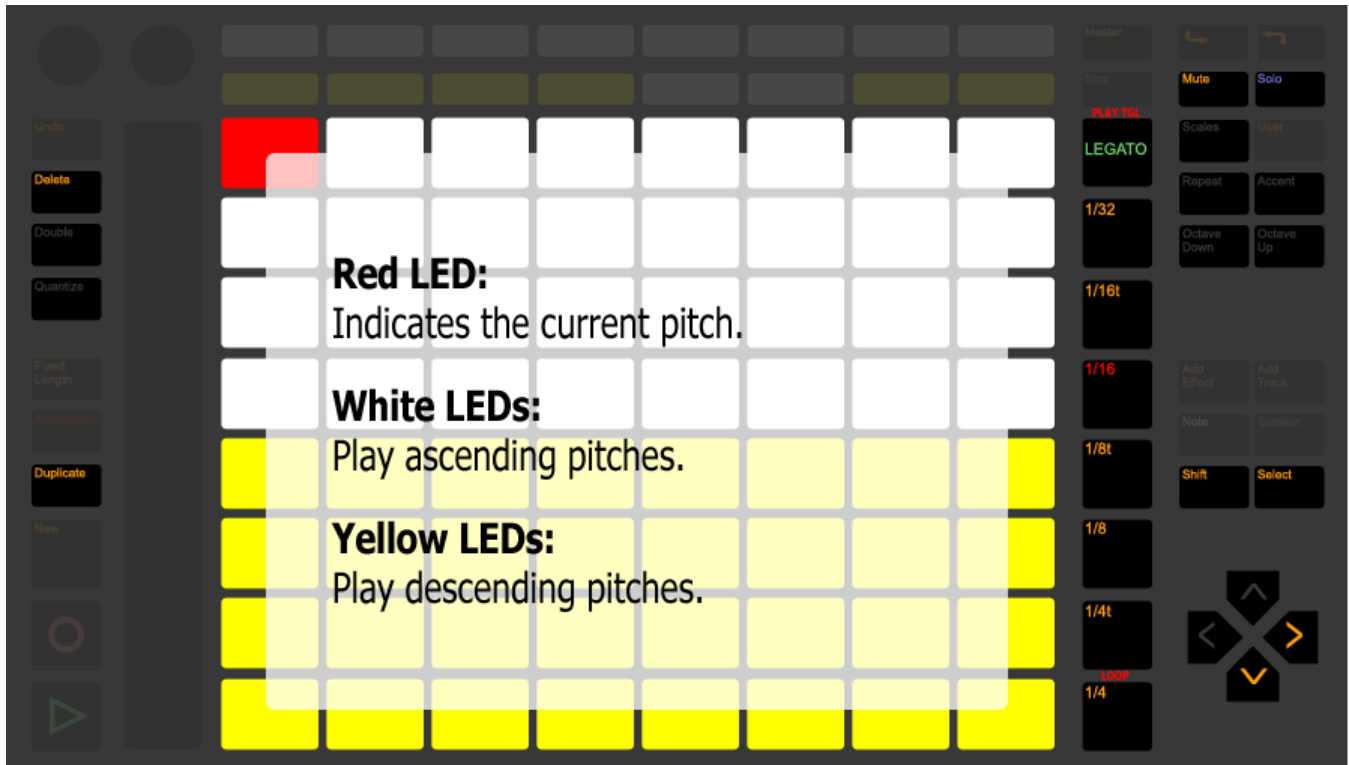 Master
Stop
Mute
Solo
Undo
PLAY TGL
LEGATO
Scales
User
Delete
Repeat
Accent
1/32
Double
Octave
Down
Octave
Up
Red LED:
Indicates the current pitch.
Quantize
1/16t
Fixed
Length
1/16
Add
Effect
Add
Track
White LEDs:
Play ascending pitches.
Automation
Note
Session
1/8t
Duplicate
Shift
Select
New
Yellow LEDs:
Play descending pitches.
1/8
1/4t
LOOP
1/4